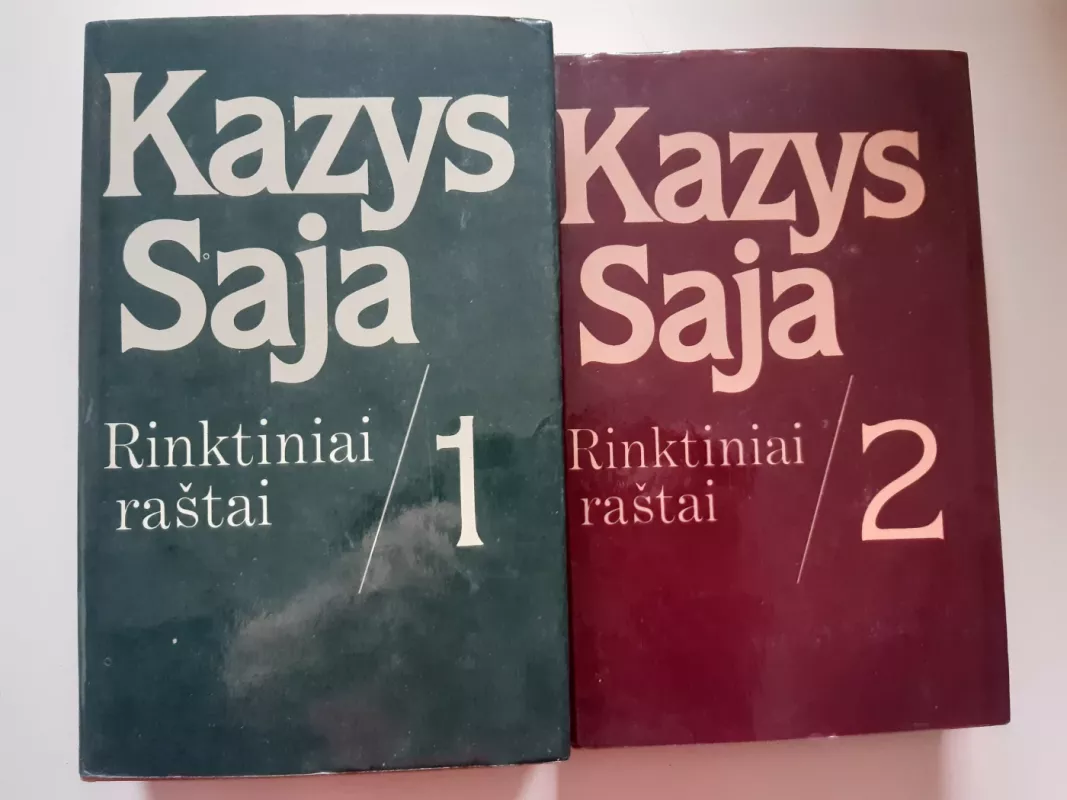 Kazys
Saja
Rinktiniai
raštai
/1
Kazys
Saja
Rinktiniai
raštai
/2